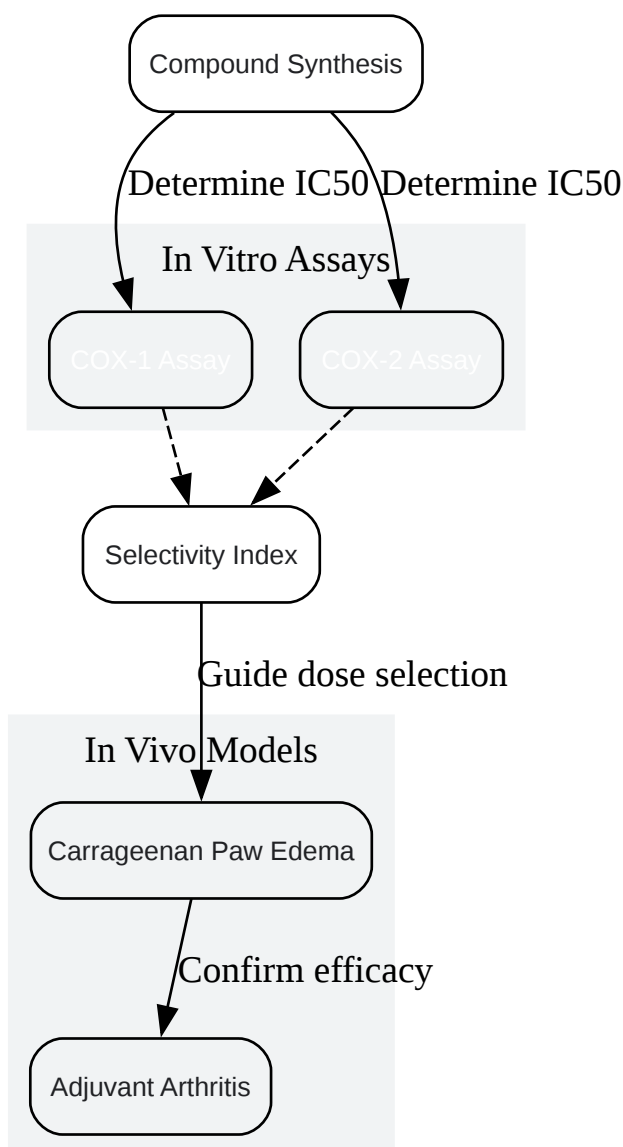 Compound Synthesis
Determine IC50 Determine IC50
In Vitro Assays
COX-1 Assay COX-2 Assay
Selectivity Index
Guide dose selection
In Vivo Models
Carrageenan Paw Edema
Confirm efficacy
Adjuvant Arthritis